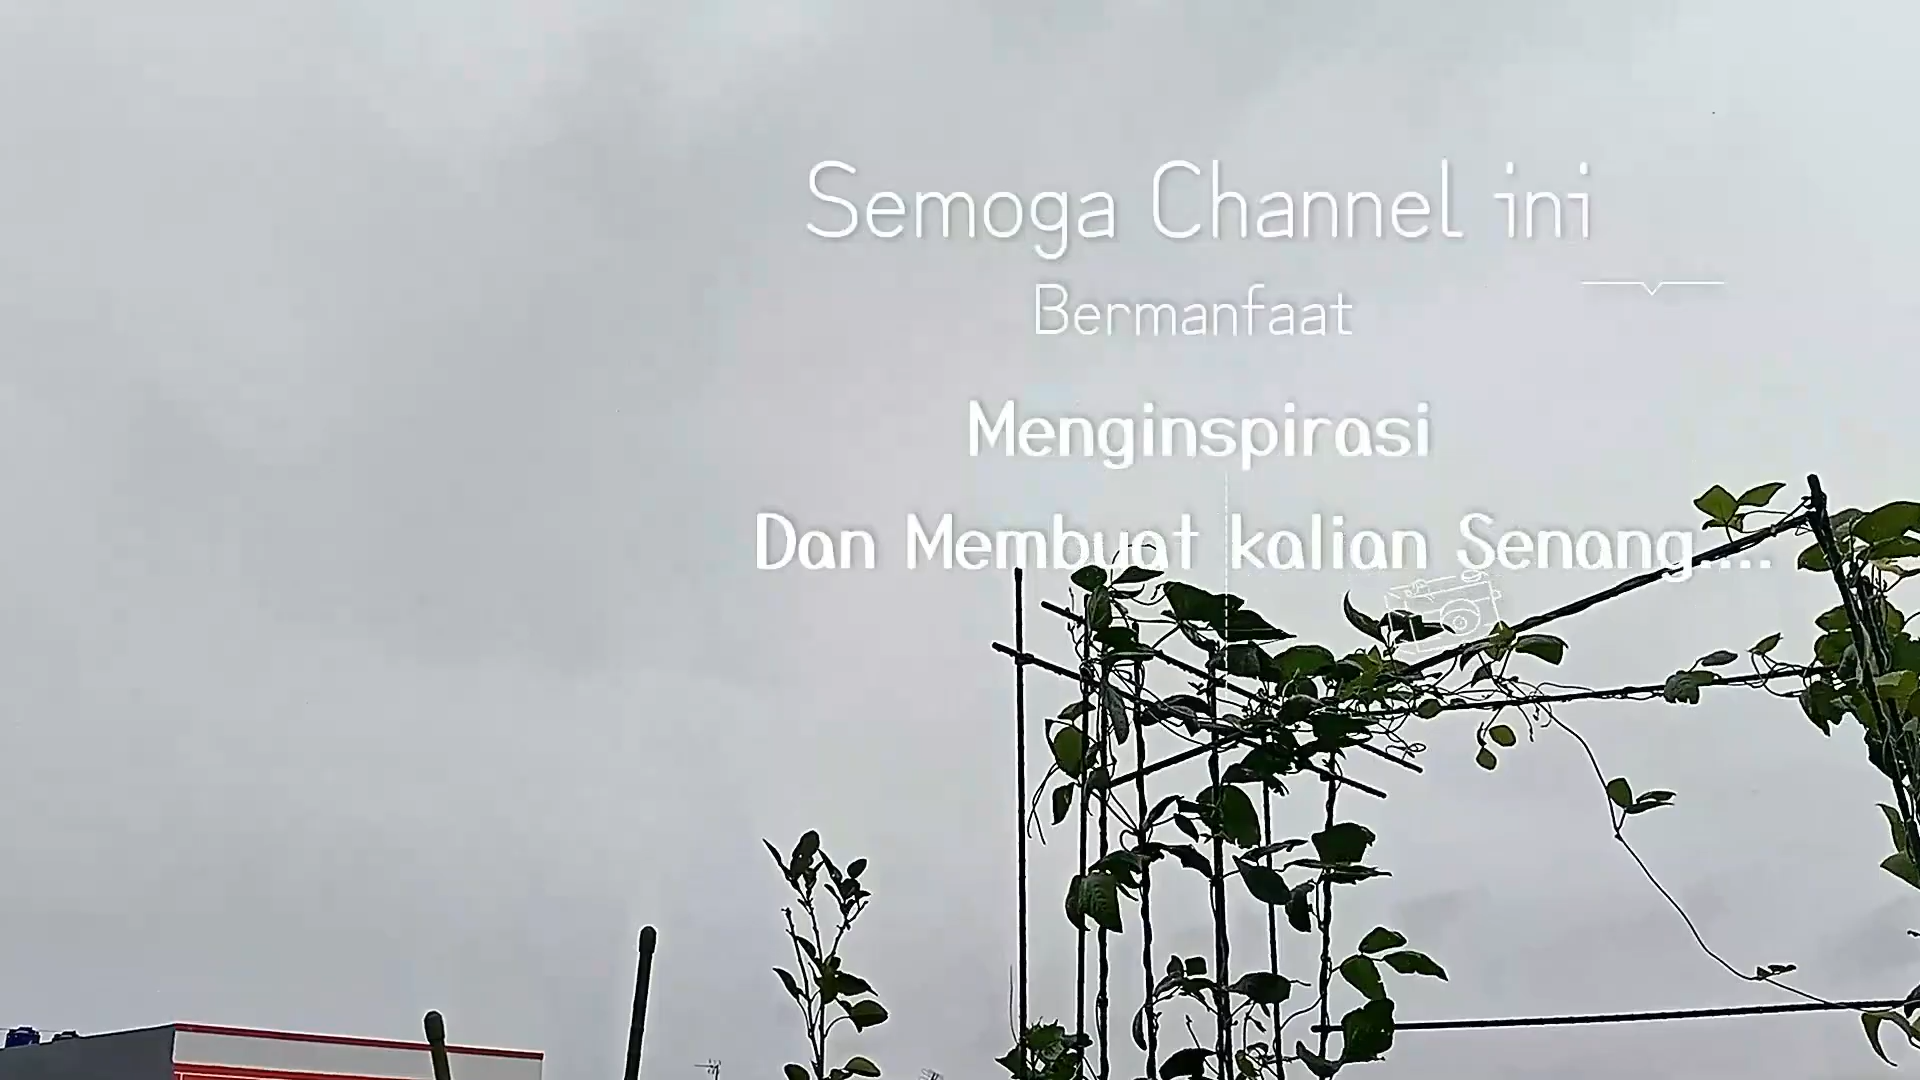 Semoga Channel ini
Bermanfaat
Menginspirasi
Dan Membuat kalian Senang....